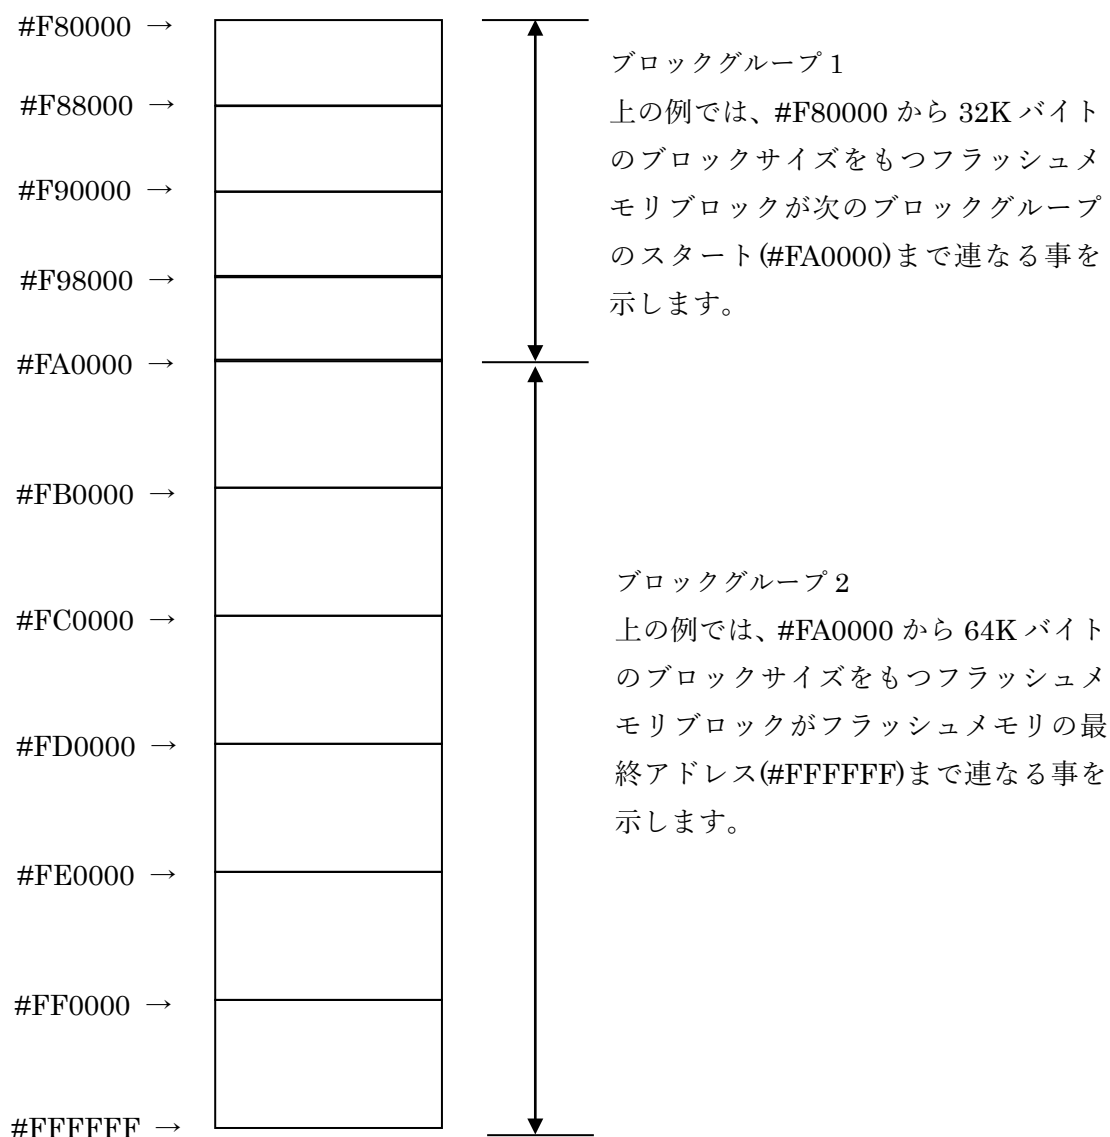 #F80000 →
#F88000 →
#F90000 →
#F98000 →
#FA0000 →
#FB0000 →
#FC0000 →
#FD0000 →
#FE0000 →
#FF0000 →
#FFFFFF →
ブロックグループ 1
上の例では、#F80000 から 32K バイト
のブロックサイズをもつフラッシュメ
モリブロックが次のブロックグループ
のスタート(#FA0000)まで連なる事を
示します。
ブロックグループ 2
上の例では、#FA0000 から 64K バイト
のブロックサイズをもつフラッシュメ
モリブロックがフラッシュメモリの最
終アドレス(#FFFFFF)まで連なる事を
示します。